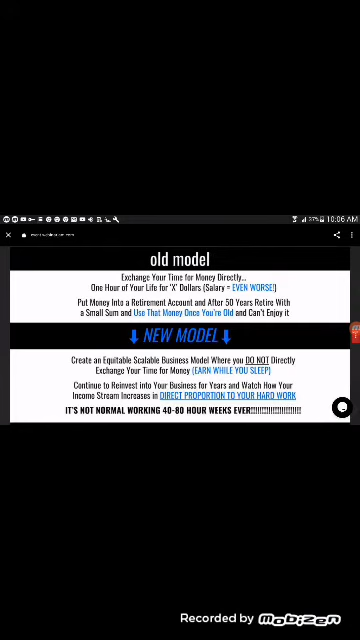 10:06 AM
37%
old model
Exchange Your Time for Money Directly..
One Hour of Your Life for 'X' Dollars (Salary = EVEN WORSE!)
Put Money Into a Retirement Account and After 50 Years Retire With
a Small Sum and Use That Money Once You're Old and Can't Enjoy it
NEW MODEL
Create an Equitable Scalable Business Model Where you DO NOT Directly
Exchange Your Time for Money (EARN WHILE YOU SLEEP)
Continue to Reinvest into Your Business for Years and Watch How Your
Income Stream Increases in DIRECT PROPORTION TO YOUR HARD WORK
IT'S NOT NORMAL WORKING 40-80 HOUR WEEKS EVER!!!!!!!!!!!!!!!!!!!!!!!
Recorded by mobizen